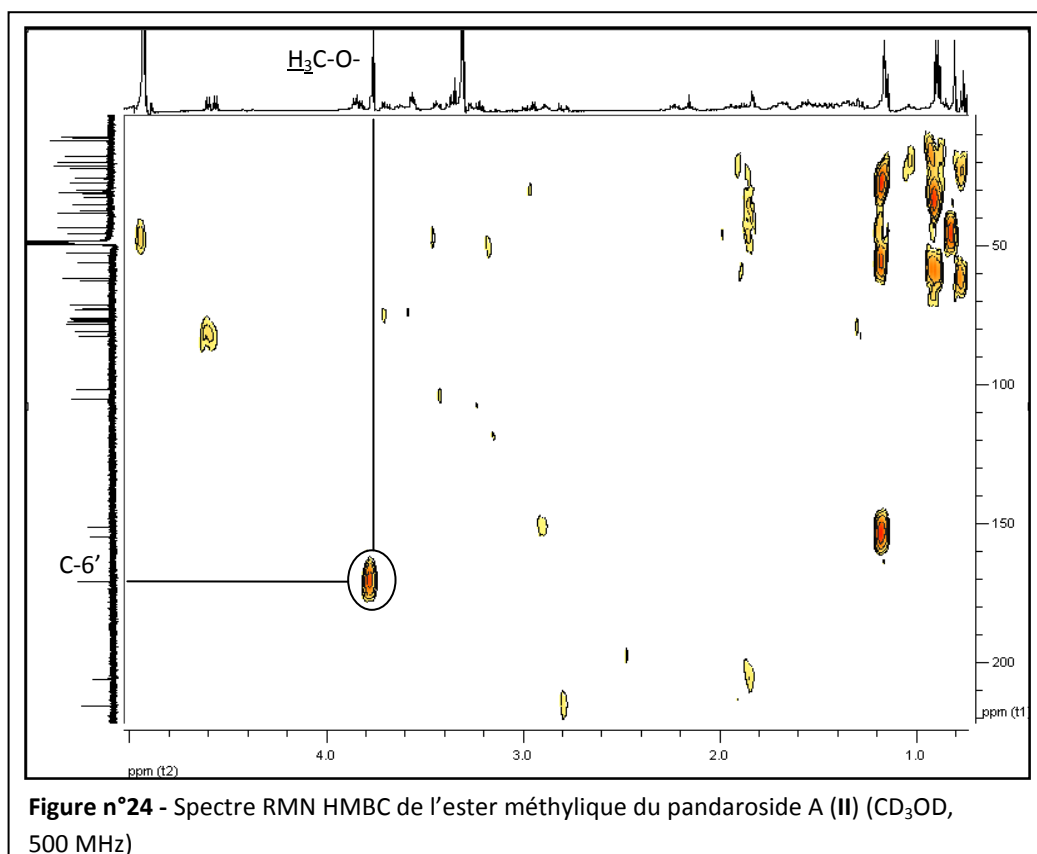 H3C-O-
50
100
C-6'
150
200
ppm (t1)
4.0
3.0
2.0
1.0
ppm (t2)
Figure n°24 - Spectre RMN HMBC de l'ester méthylique du pandaroside A (II) (CD3OD,
500 MHz)